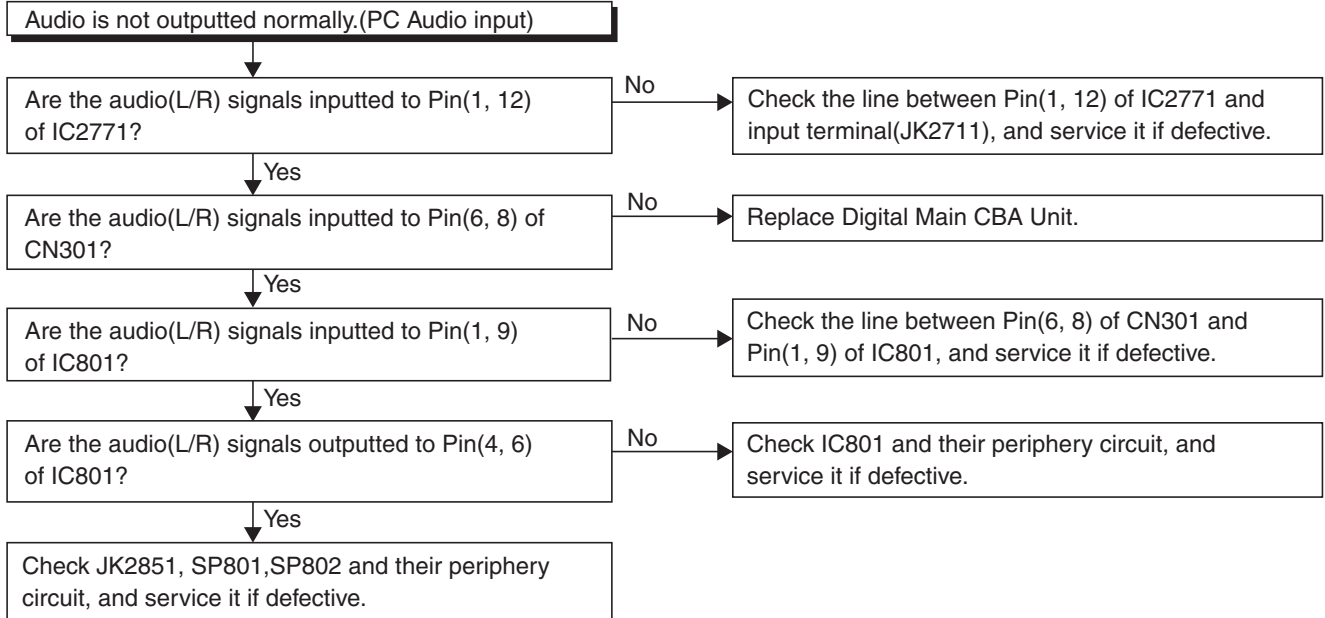 Audio is not outputted normally.(PC Audio input)
Are the audio(L/R) signals inputted to Pin(1, 12)
of IC2771?
No
Check the line between Pin(1, 12) of IC2771 and
input terminal(JK2711), and service it if defective.
Yes
Are the audio(L/R) signals inputted to Pin(6, 8) of
CN301?
No
Replace Digital Main CBA Unit.
Yes
Are the audio(L/R) signals inputted to Pin(1, 9)
of IC801?
No
Check the line between Pin(6, 8) of CN301 and
Pin(1, 9) of IC801, and service it if defective.
Yes
Are the audio(L/R) signals outputted to Pin(4, 6)
of IC801?
No
Check IC801 and their periphery circuit, and
service it if defective.
Yes
Check JK2851, SP801,SP802 and their periphery
circuit, and service it if defective.